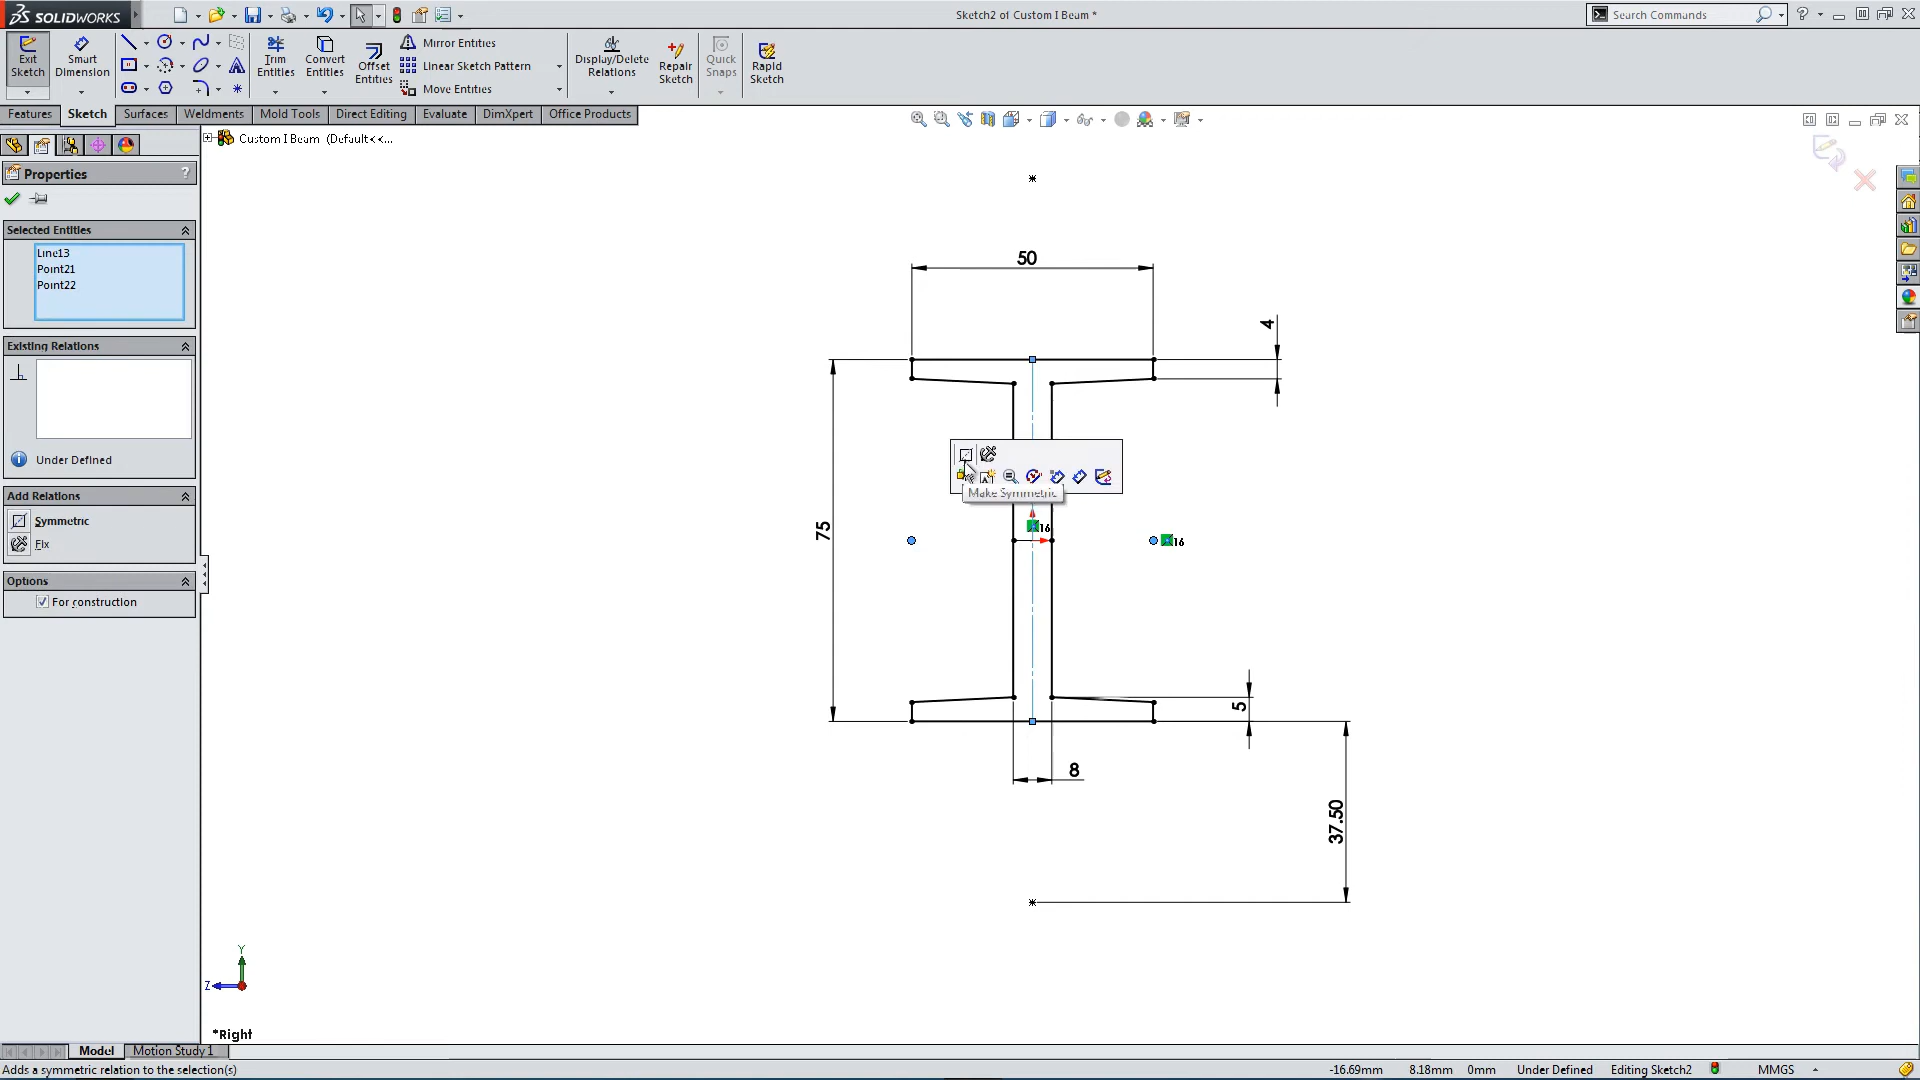 SOLIDWORKS
Sketch2 of Custom I Beam *
Search Commands
Exit Sketch
Smart Dimension
Trim Entities
Convert Entities
Offset Entities
Mirror Entities
Linear Sketch Pattern
Move Entities
Display/Delete Relations
Repair Sketch
Quick Snaps
Rapid Sketch
Features
Sketch
Surfaces
Weldments
Mold Tools
Direct Editing
Evaluate
DimXpert
Office Products
Custom I Beam (Default<<...
Properties
?
Selected Entities
Line13
Point21
Point22
Existing Relations
Under Defined
Add Relations
Symmetric
Fix
Options
For construction
50
4
75
Make Symmetric
16
16
5
8
37.50
Y
Z
*Right
Model
Motion Study 1
Adds a symmetric relation to the selection(s)
-16.69mm
8.18mm
0mm
Under Defined
Editing Sketch2
MMGS